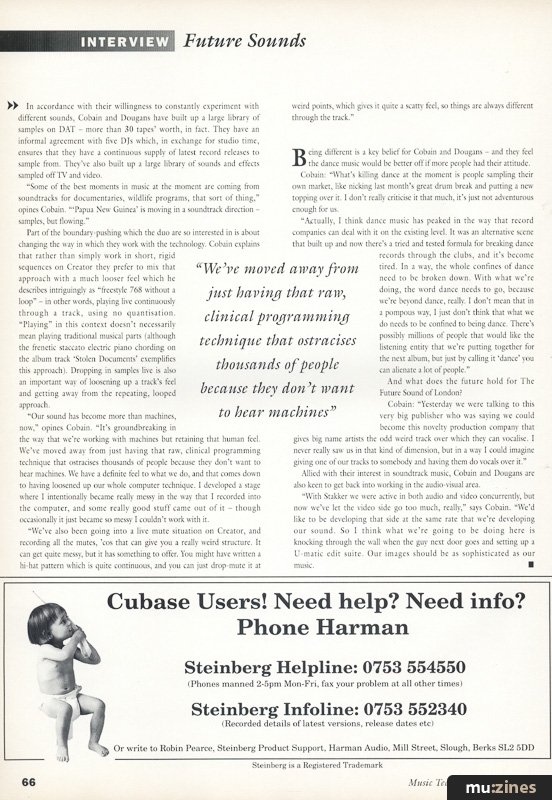 INTERVIEW Future Sounds
In accordance with their willingness to constantly experiment with
different sounds, Cobain and Dougans have built up a large library of
samples on DAT – more than 30 tapes' worth, in fact. They have an
informal agreement with five DJs which, in exchange for studio time,
ensures that they have a continuous supply of latest record releases to
sample from. They've also built up a large library of sounds and effects
sampled off TV and video.
"Some of the best moments in music at the moment are coming from
soundtracks for documentaries, wildlife programs, that sort of thing,"
opines Cobain. "'Papua New Guinea' is moving in a soundtrack direction –
samples, but flowing."
Part of the boundary-pushing which the duo are so interested in is about
changing the way in which they work with the technology. Cobain explains
that rather than simply work in short, rigid
sequences on Creator they prefer to mix that
approach with a much looser feel which he
describes intriguingly as "freestyle 768 without a
loop" – in other words, playing live continuously
through a track, using no quantisation.
"Playing" in this context doesn't necessarily
mean playing traditional musical parts (although
the frenetic staccato electric piano chording on
the album track 'Stolen Documents' exemplifies
this approach). Dropping in samples live is also
an important way of loosening up a track's feel
and getting away from the repeating, looped
approach.
"Our sound has become more than machines,
now," opines Cobain. "It's groundbreaking in
the way that we're working with machines but retaining that human feel.
We've moved away from just having that raw, clinical programming
technique that ostracises thousands of people because they don't want to
hear machines. We have a definite feel to what we do, and that comes down
to having loosened up our whole computer technique. I developed a stage
where I intentionally became really messy in the way that I recorded into
the computer, and some really good stuff came out of it – though
occasionally it just became so messy I couldn't work with it.
"We've also been going into a live mute situation on Creator, and
recording all the mutes, 'cos that can give you a really weird structure. It
can get quite messy, but it has something to offer. You might have written a
hi-hat pattern which is quite continuous, and you can just drop-mute it at
weird points, which gives it quite a scatty feel, so things are always different
through the track."
Being different is a key belief for Cobain and Dougans – and they feel
the dance music would be better off if more people had their attitude.
Cobain: "What's killing dance at the moment is people sampling their
own market, like nicking last month's great drum break and putting a new
topping over it. I don't really criticise it that much, it's just not adventurous
enough for us.
"Actually, I think dance music has peaked in the way that record
companies can deal with it on the existing level. It was an alternative scene
that built up and now there's a tried and tested formula for breaking dance
records through the clubs, and it's become
tired. In a way, the whole confines of dance
need to be broken down. With what we're
doing, the word dance needs to go, because
we're beyond dance, really. I don't mean that in
a pompous way, I just don't think that what we
do needs to be confined to being dance. There's
possibly millions of people that would like the
listening entity that we're putting together for
the next album, but just by calling it 'dance' you
can alienate a lot of people."
And what does the future hold for The
Future Sound of London?
Cobain: "Yesterday we were talking to this
very big publisher who was saying we could
become this novelty production company that
gives big name artists the odd weird track over which they can vocalise. I
never really saw us in that kind of dimension, but in a way I could imagine
giving one of our tracks to somebody and having them do vocals over it."
Allied with their interest in soundtrack music, Cobain and Dougans are
also keen to get back into working in the audio-visual area.
"With Stakker we were active in both audio and video concurrently, but
now we've let the video side go too much, really," says Cobain. "We'd
like to be developing that side at the same rate that we're developing
our sound. So I think what we're going to be doing here is
knocking through the wall when the guy next door goes and setting up a
U-matic edit suite. Our images should be as sophisticated as our
music.
"We've moved away from
just having that raw,
clinical programming
technique that ostracises
thousands of people
because they don't want
to hear machines"
Cubase Users! Need help? Need info?
Phone Harman
Steinberg Helpline: 0753 554550
(Phones manned 2-5pm Mon-Fri, fax your problem at all other times)
Steinberg Infoline: 0753 552340
(Recorded details of latest versions, release dates etc)
Or write to Robin Pearce, Steinberg Product Support, Harman Audio, Mill Street, Slough, Berks SL2 5DD
Steinberg is a Registered Trademark
66
Music
mu:zines